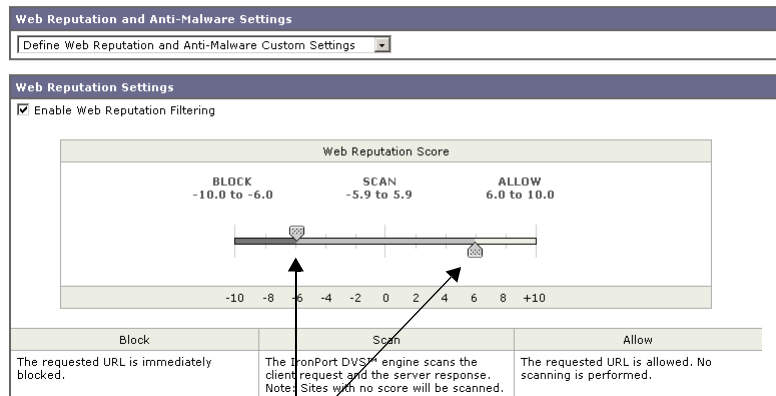 Web Reputation and Anti-Malware Settings
Define Web Reputation and Anti-Malware Custom Settings
Web Reputation Settings
Enable Web Reputation Filtering
Web Reputation Score
BLOCK SCAN ALLOW
-10.0 to -6.0 -5.9 to 5.9 6.0 to 10.0
-10 -8 -6 -4 -2 0 2 4 6 8 +10
Block Scan Allow
The requested URL is immediately blocked.
The IronPort DVS™ engine scans the
client request and the server response.
Note: Sites with no score will be scanned.
The requested URL is allowed. No
scanning is performed.